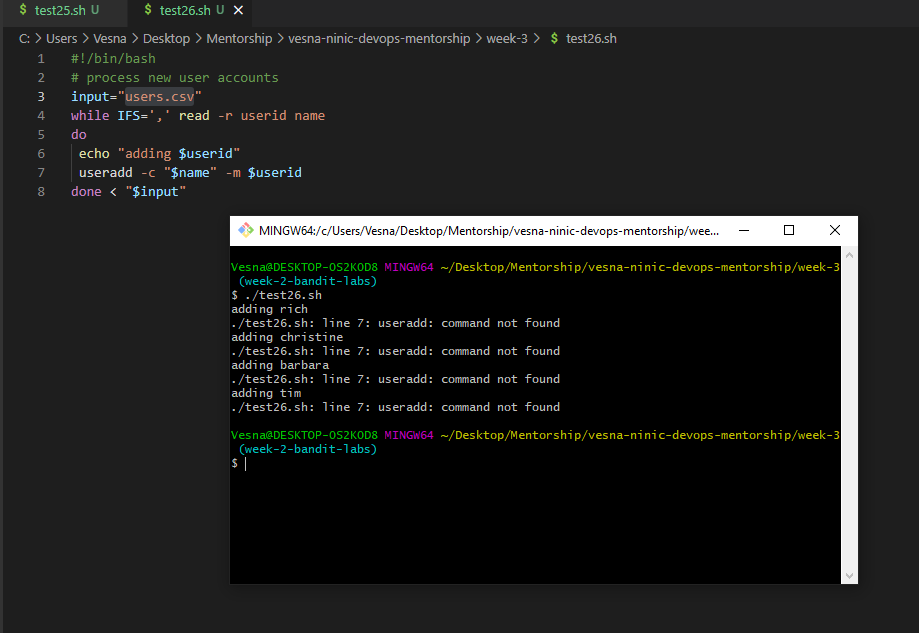 $ test25.sh U $ test26.sh U ×
C: > Users > Vesna > Desktop > Mentorship > vesna-ninic-devops-mentorship > week-3 > $ test26.sh
1 #!/bin/bash
2 # process new user accounts
3 input="users.csv"
4 while IFS=',' read -r userid name
5 do
6 echo "adding $userid"
7 useradd -c "$name" -m $userid
8 done < "$input"
MINGW64:/c/Users/Vesna/Desktop/Mentorship/vesna-ninic-devops-mentorship/wee...
Vesna@DESKTOP-OS2KOD8 MINGW64 ~/Desktop/Mentorship/vesna-ninic-devops-mentorship/week-3
(week-2-bandit-labs)
$ ./test26.sh
adding rich
./test26.sh: line 7: useradd: command not found
adding christine
./test26.sh: line 7: useradd: command not found
adding barbara
./test26.sh: line 7: useradd: command not found
adding tim
./test26.sh: line 7: useradd: command not found
Vesna@DESKTOP-OS2KOD8 MINGW64 ~/Desktop/Mentorship/vesna-ninic-devops-mentorship/week-3
(week-2-bandit-labs)
$